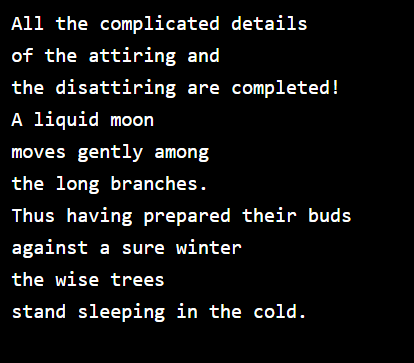 All the complicated details
of the attiring and
the disattiring are completed!
A liquid moon
moves gently among
the long branches.
Thus having prepared their buds
against a sure winter
the wise trees
stand sleeping in the cold.